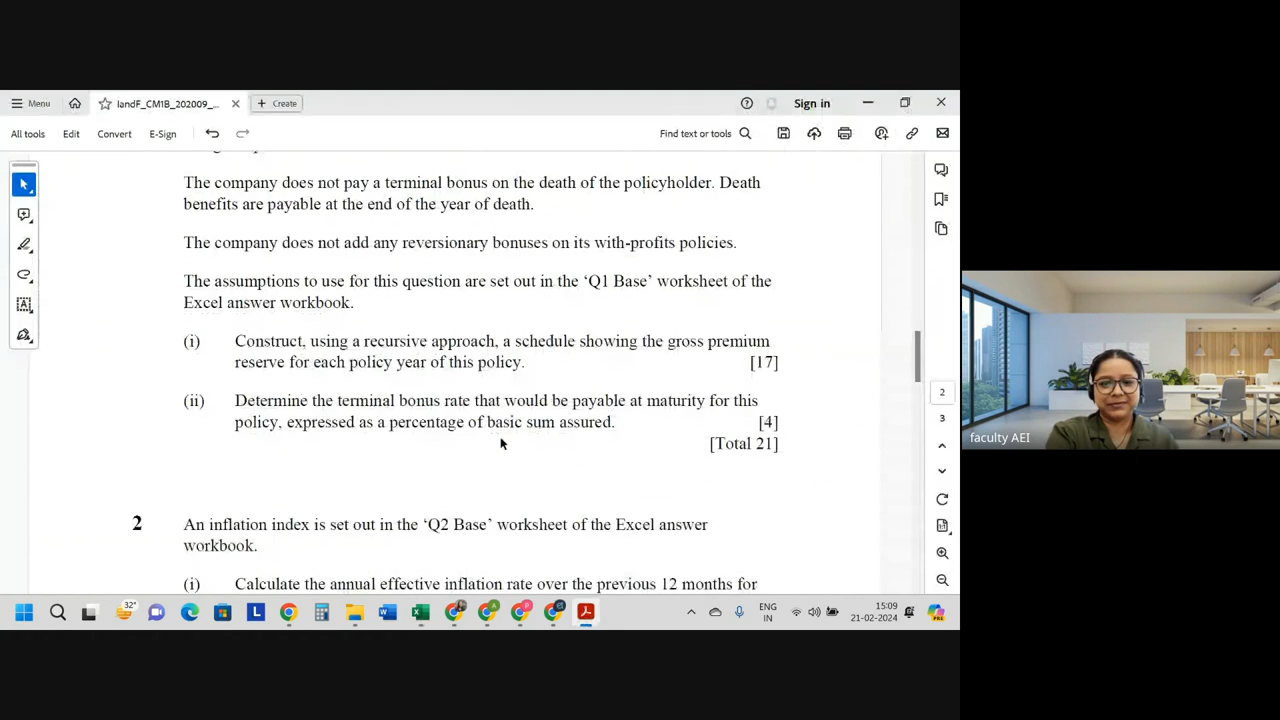 Menu
IandF_CM1B_202009_...
Create
Sign in
All tools
Edit
Convert
E-Sign
Find text or tools
The company does not pay a terminal bonus on the death of the policyholder. Death
benefits are payable at the end of the year of death.
The company does not add any reversionary bonuses on its with-profits policies.
The assumptions to use for this question are set out in the ‘Q1 Base’ worksheet of the
Excel answer workbook.
(i) Construct, using a recursive approach, a schedule showing the gross premium
reserve for each policy year of this policy. [17]
(ii) Determine the terminal bonus rate that would be payable at maturity for this
policy, expressed as a percentage of basic sum assured. [4]
[Total 21]
2 An inflation index is set out in the ‘Q2 Base’ worksheet of the Excel answer
workbook.
(i) Calculate the annual effective inflation rate over the previous 12 months for
2
3
faculty AEI
32°
ENG
IN
15:09
21-02-2024